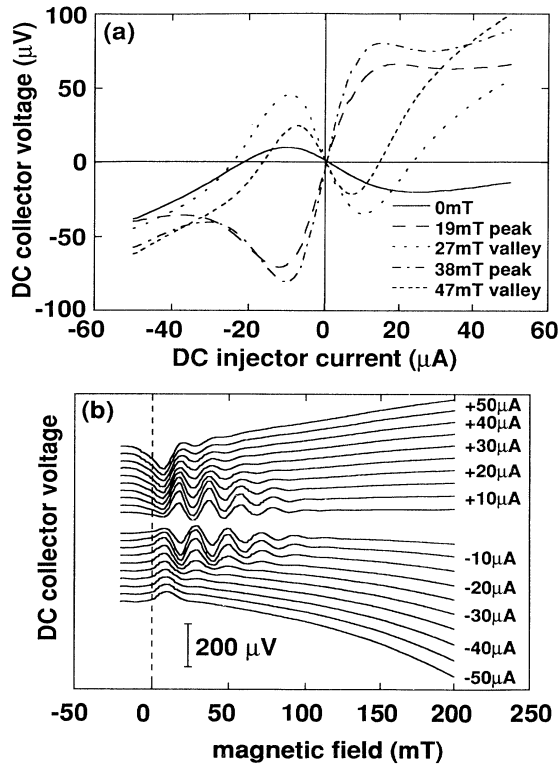 (a)
DC collector voltage (μV)
100
50
0
-50
-100
0mT
19mT peak
27mT valley
38mT peak
47mT valley
-60 -40 -20 0 20 40 60
DC injector current (μA)
(b)
DC collector voltage
+50μA
+40μA
+30μA
+20μA
+10μA
-10μA
-20μA
-30μA
-40μA
-50μA
200 μV
-50 0 50 100 150 200 250
magnetic field (mT)